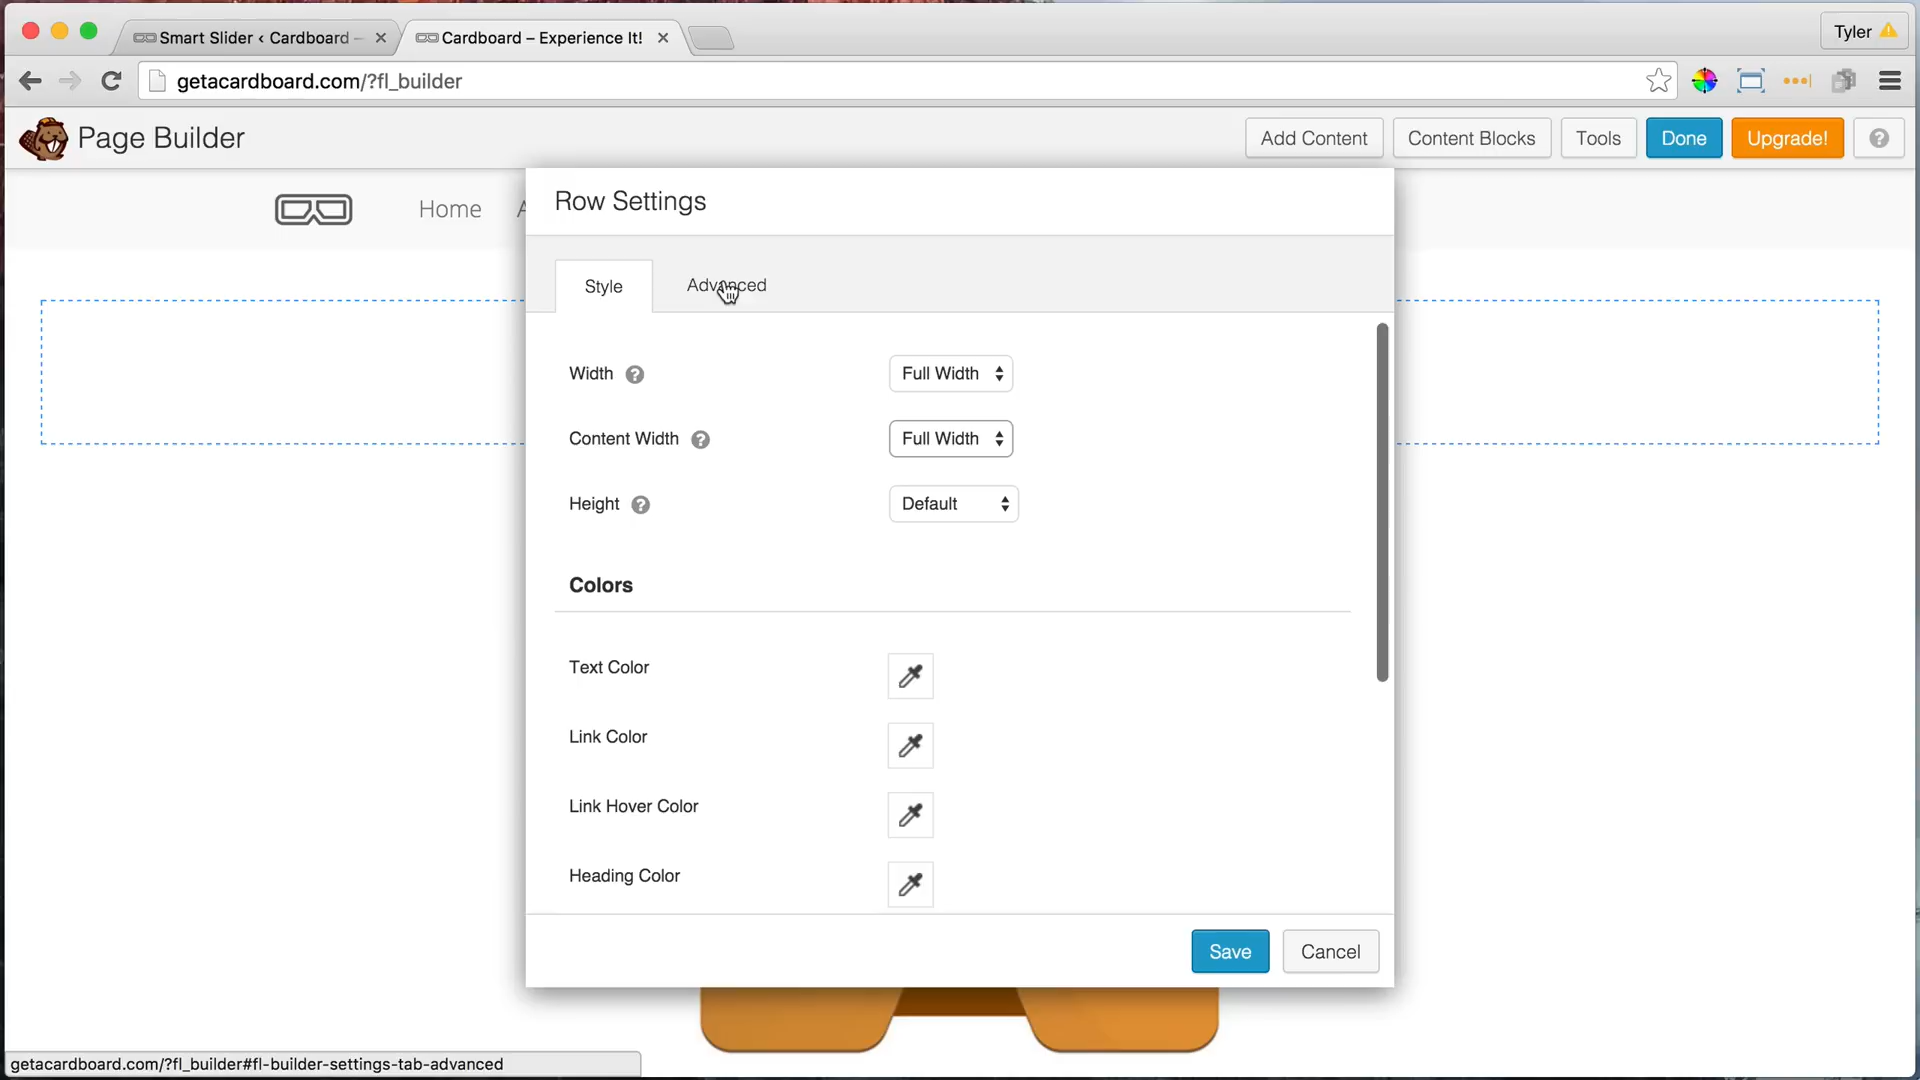 Smart Slider ‹ Cardboard –
Cardboard – Experience It!
Tyler
getacardboard.com/?fl_builder
Page Builder
Add Content
Content Blocks
Tools
Done
Upgrade!
Home
Row Settings
Style
Advanced
Width
Full Width
Content Width
Full Width
Height
Default
Colors
Text Color
Link Color
Link Hover Color
Heading Color
Save
Cancel
getacardboard.com/?fl_builder#fl-builder-settings-tab-advanced